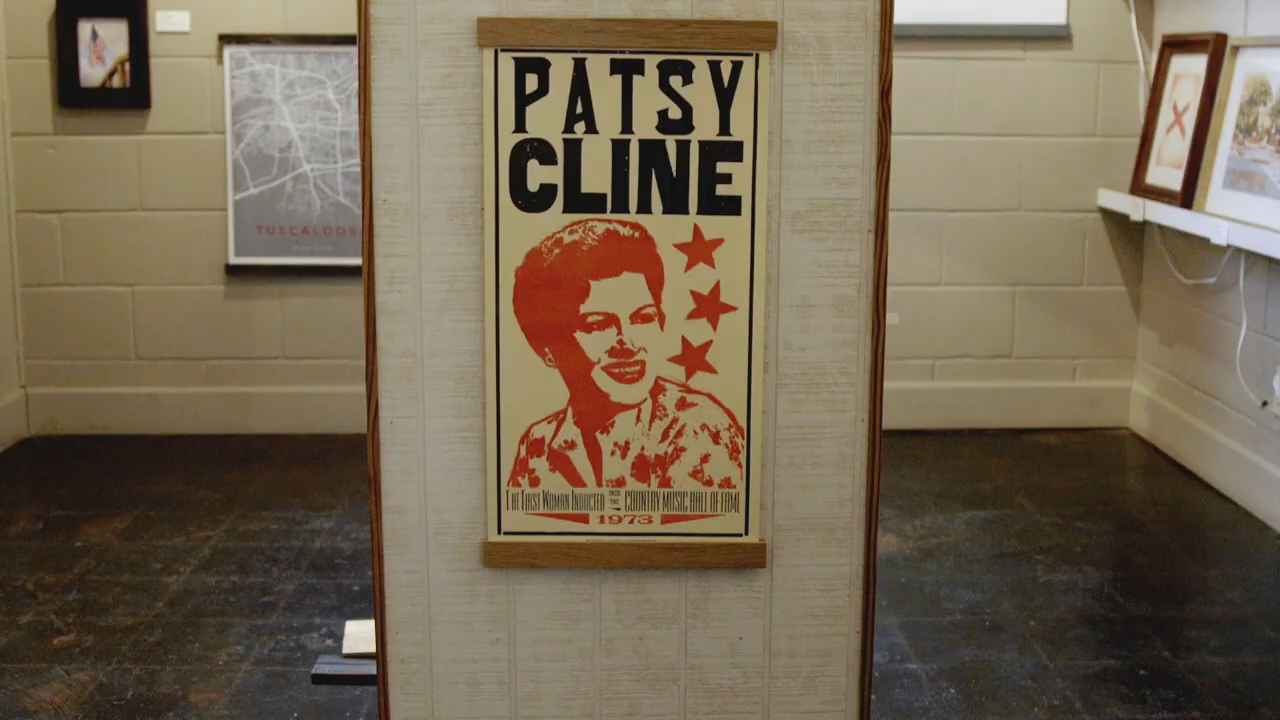 PATSY
CLINE
TUSCALOOSA
THE FIRST WOMAN INDUCTED INTO THE COUNTRY MUSIC HALL OF FAME
1973